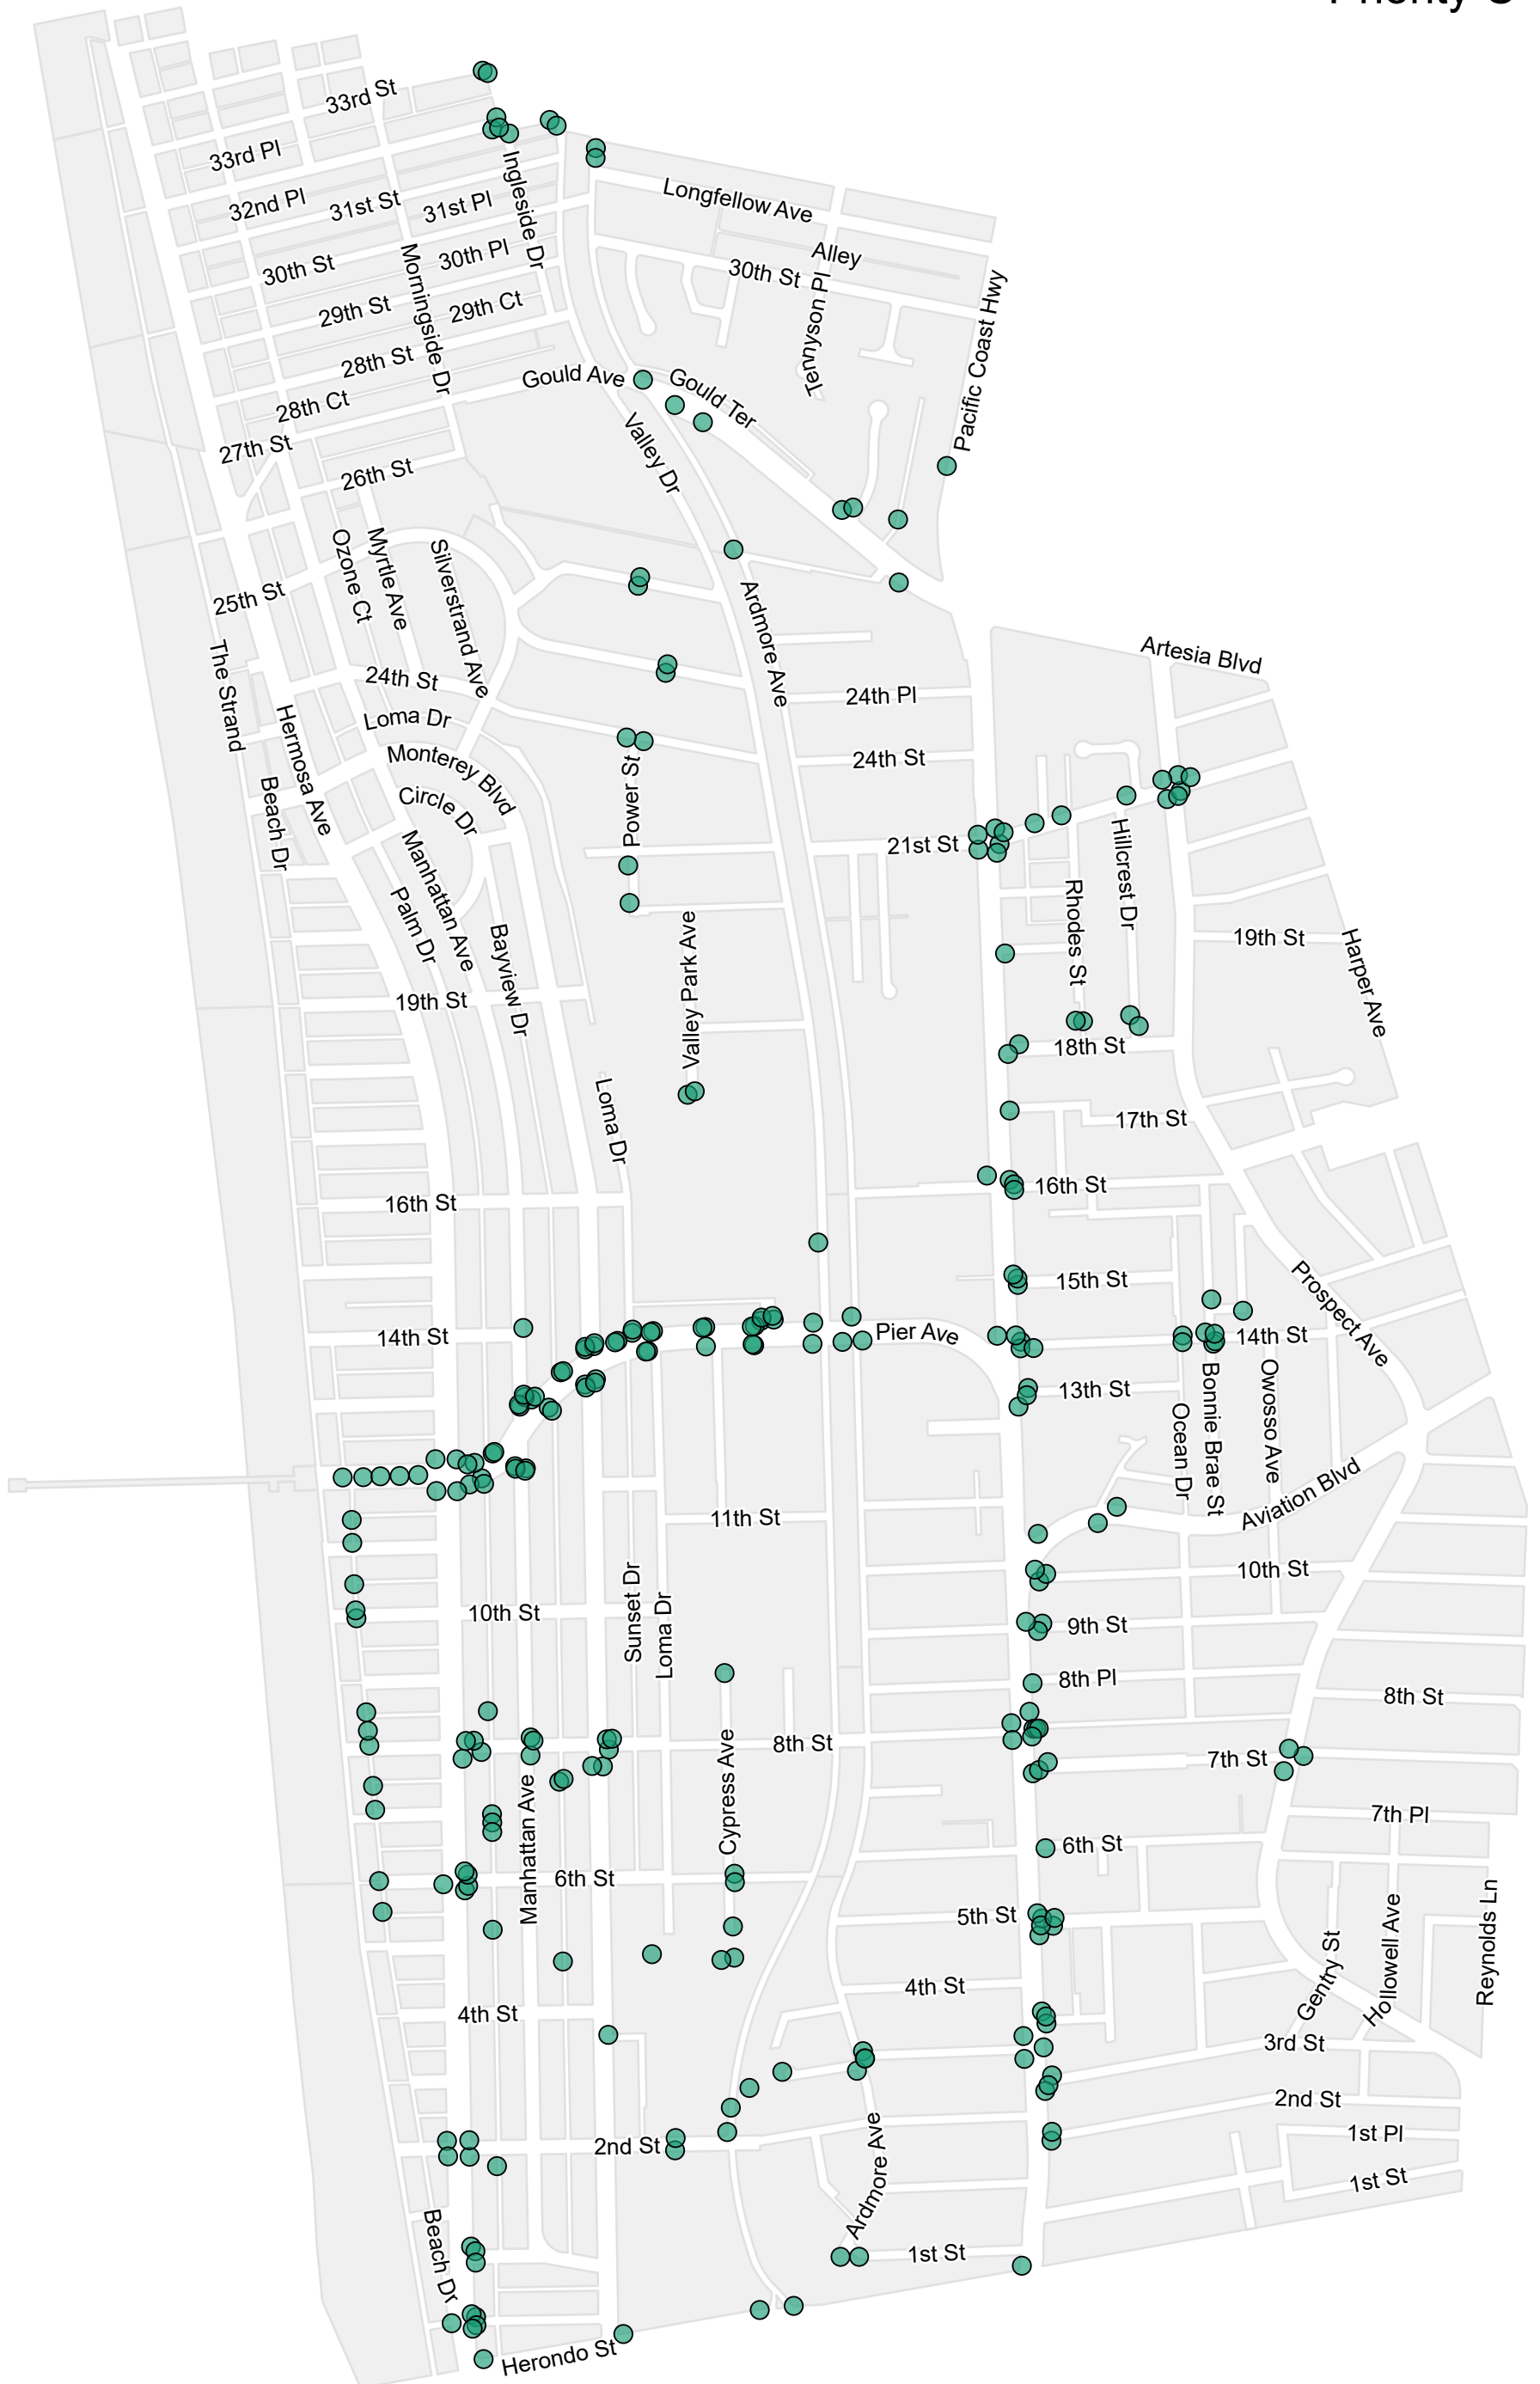 33rd St
33rd Pl
Longfellow Ave
32nd Pl
31st St
31st Pl
Ingleside Dr
Alley
30th St
30th Pl
30th St
Tennyson Pl
Morningside Dr
29th St
29th Ct
Pacific Coast Hwy
28th St
Gould Ave
Gould Ter
28th Ct
27th St
Valley Dr
26th St
Ozone Ct
Myrtle Ave
Silverstrand Ave
25th St
Ardmore Ave
The Strand
Artesia Blvd
24th St
24th Pl
Loma Dr
Hermosa Ave
Monterey Blvd
24th St
Beach Dr
Circle Dr
Power St
21st St
Hillcrest Dr
Manhattan Ave
Palm Dr
Bayview Dr
Valley Park Ave
Rhodes St
19th St
Harper Ave
19th St
18th St
Loma Dr
17th St
16th St
16th St
15th St
Prospect Ave
14th St
Pier Ave
14th St
13th St
Ocean Dr
Bonnie Brae St
Owosso Ave
Aviation Blvd
11th St
10th St
Sunset Dr
Loma Dr
10th St
9th St
8th Pl
8th St
Cypress Ave
8th St
7th St
Manhattan Ave
7th Pl
6th St
6th St
5th St
Gentry St
Hollowell Ave
Reynolds Ln
4th St
4th St
3rd St
2nd St
2nd St
1st Pl
Ardmore Ave
1st St
Beach Dr
1st St
Herondo St